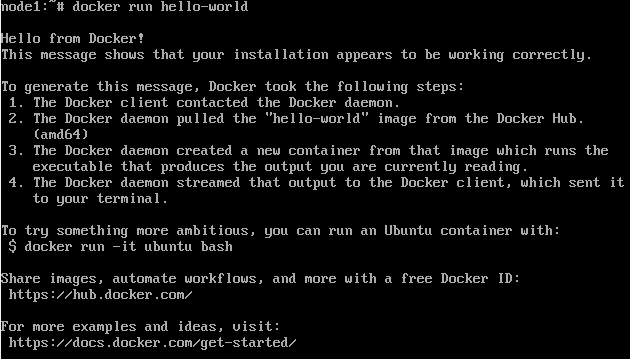 node1:~# docker run hello-world

Hello from Docker!
This message shows that your installation appears to be working correctly.

To generate this message, Docker took the following steps:
 1. The Docker client contacted the Docker daemon.
 2. The Docker daemon pulled the "hello-world" image from the Docker Hub.
    (amd64)
 3. The Docker daemon created a new container from that image which runs the
    executable that produces the output you are currently reading.
 4. The Docker daemon streamed that output to the Docker client, which sent it
    to your terminal.

To try something more ambitious, you can run an Ubuntu container with:
 $ docker run -it ubuntu bash

Share images, automate workflows, and more with a free Docker ID:
 https://hub.docker.com/

For more examples and ideas, visit:
 https://docs.docker.com/get-started/